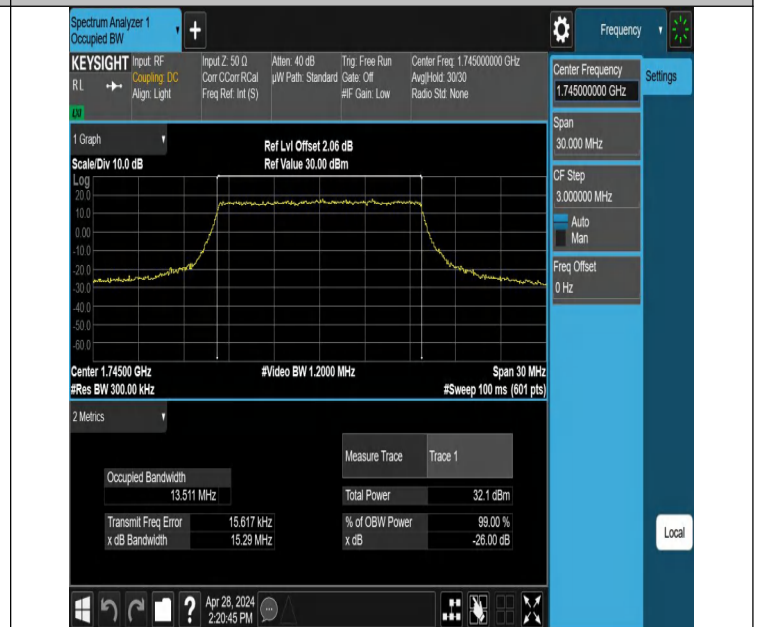 Spectrum Analyzer 1
Occupied BW
+
Frequency
KEYSIGHT
RL
LXI
Input: RF
Coupling: DC
Align: Light
Input Z: 50 Ω
Corr CCorr RCal
Freq Ref: Int (S)
Atten: 40 dB
µW Path: Standard
Trig: Free Run
Gate: Off
#IF Gain: Low
Center Freq: 1.745000000 GHz
Avg|Hold: 30/30
Radio Std: None
Center Frequency
1.745000000 GHz
Settings
Span
30.000 MHz
CF Step
3.000000 MHz
Auto
Man
Freq Offset
0 Hz
Local
1 Graph
Scale/Div 10.0 dB
Ref Lvl Offset 2.06 dB
Ref Value 30.00 dBm
Log
20.0
10.0
0.00
-10.0
-20.0
-30.0
-40.0
-50.0
-60.0
Center 1.74500 GHz
#Res BW 300.00 kHz
#Video BW 1.2000 MHz
Span 30 MHz
#Sweep 100 ms (601 pts)
2 Metrics
Measure Trace Trace 1
Occupied Bandwidth
13.511 MHz
Total Power 32.1 dBm
Transmit Freq Error 15.617 kHz
% of OBW Power 99.00 %
x dB Bandwidth 15.29 MHz
x dB -26.00 dB
?
Apr 28, 2024
2:20:45 PM